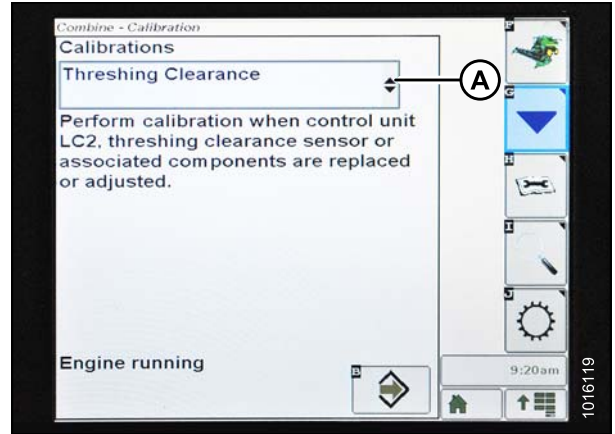 Combine - Calibration
Calibrations
Threshing Clearance
A
Perform calibration when control unit
LC2, threshing clearance sensor or
associated components are replaced
or adjusted.
Engine running
B
F
G
H
I
J
9:20am
1016119